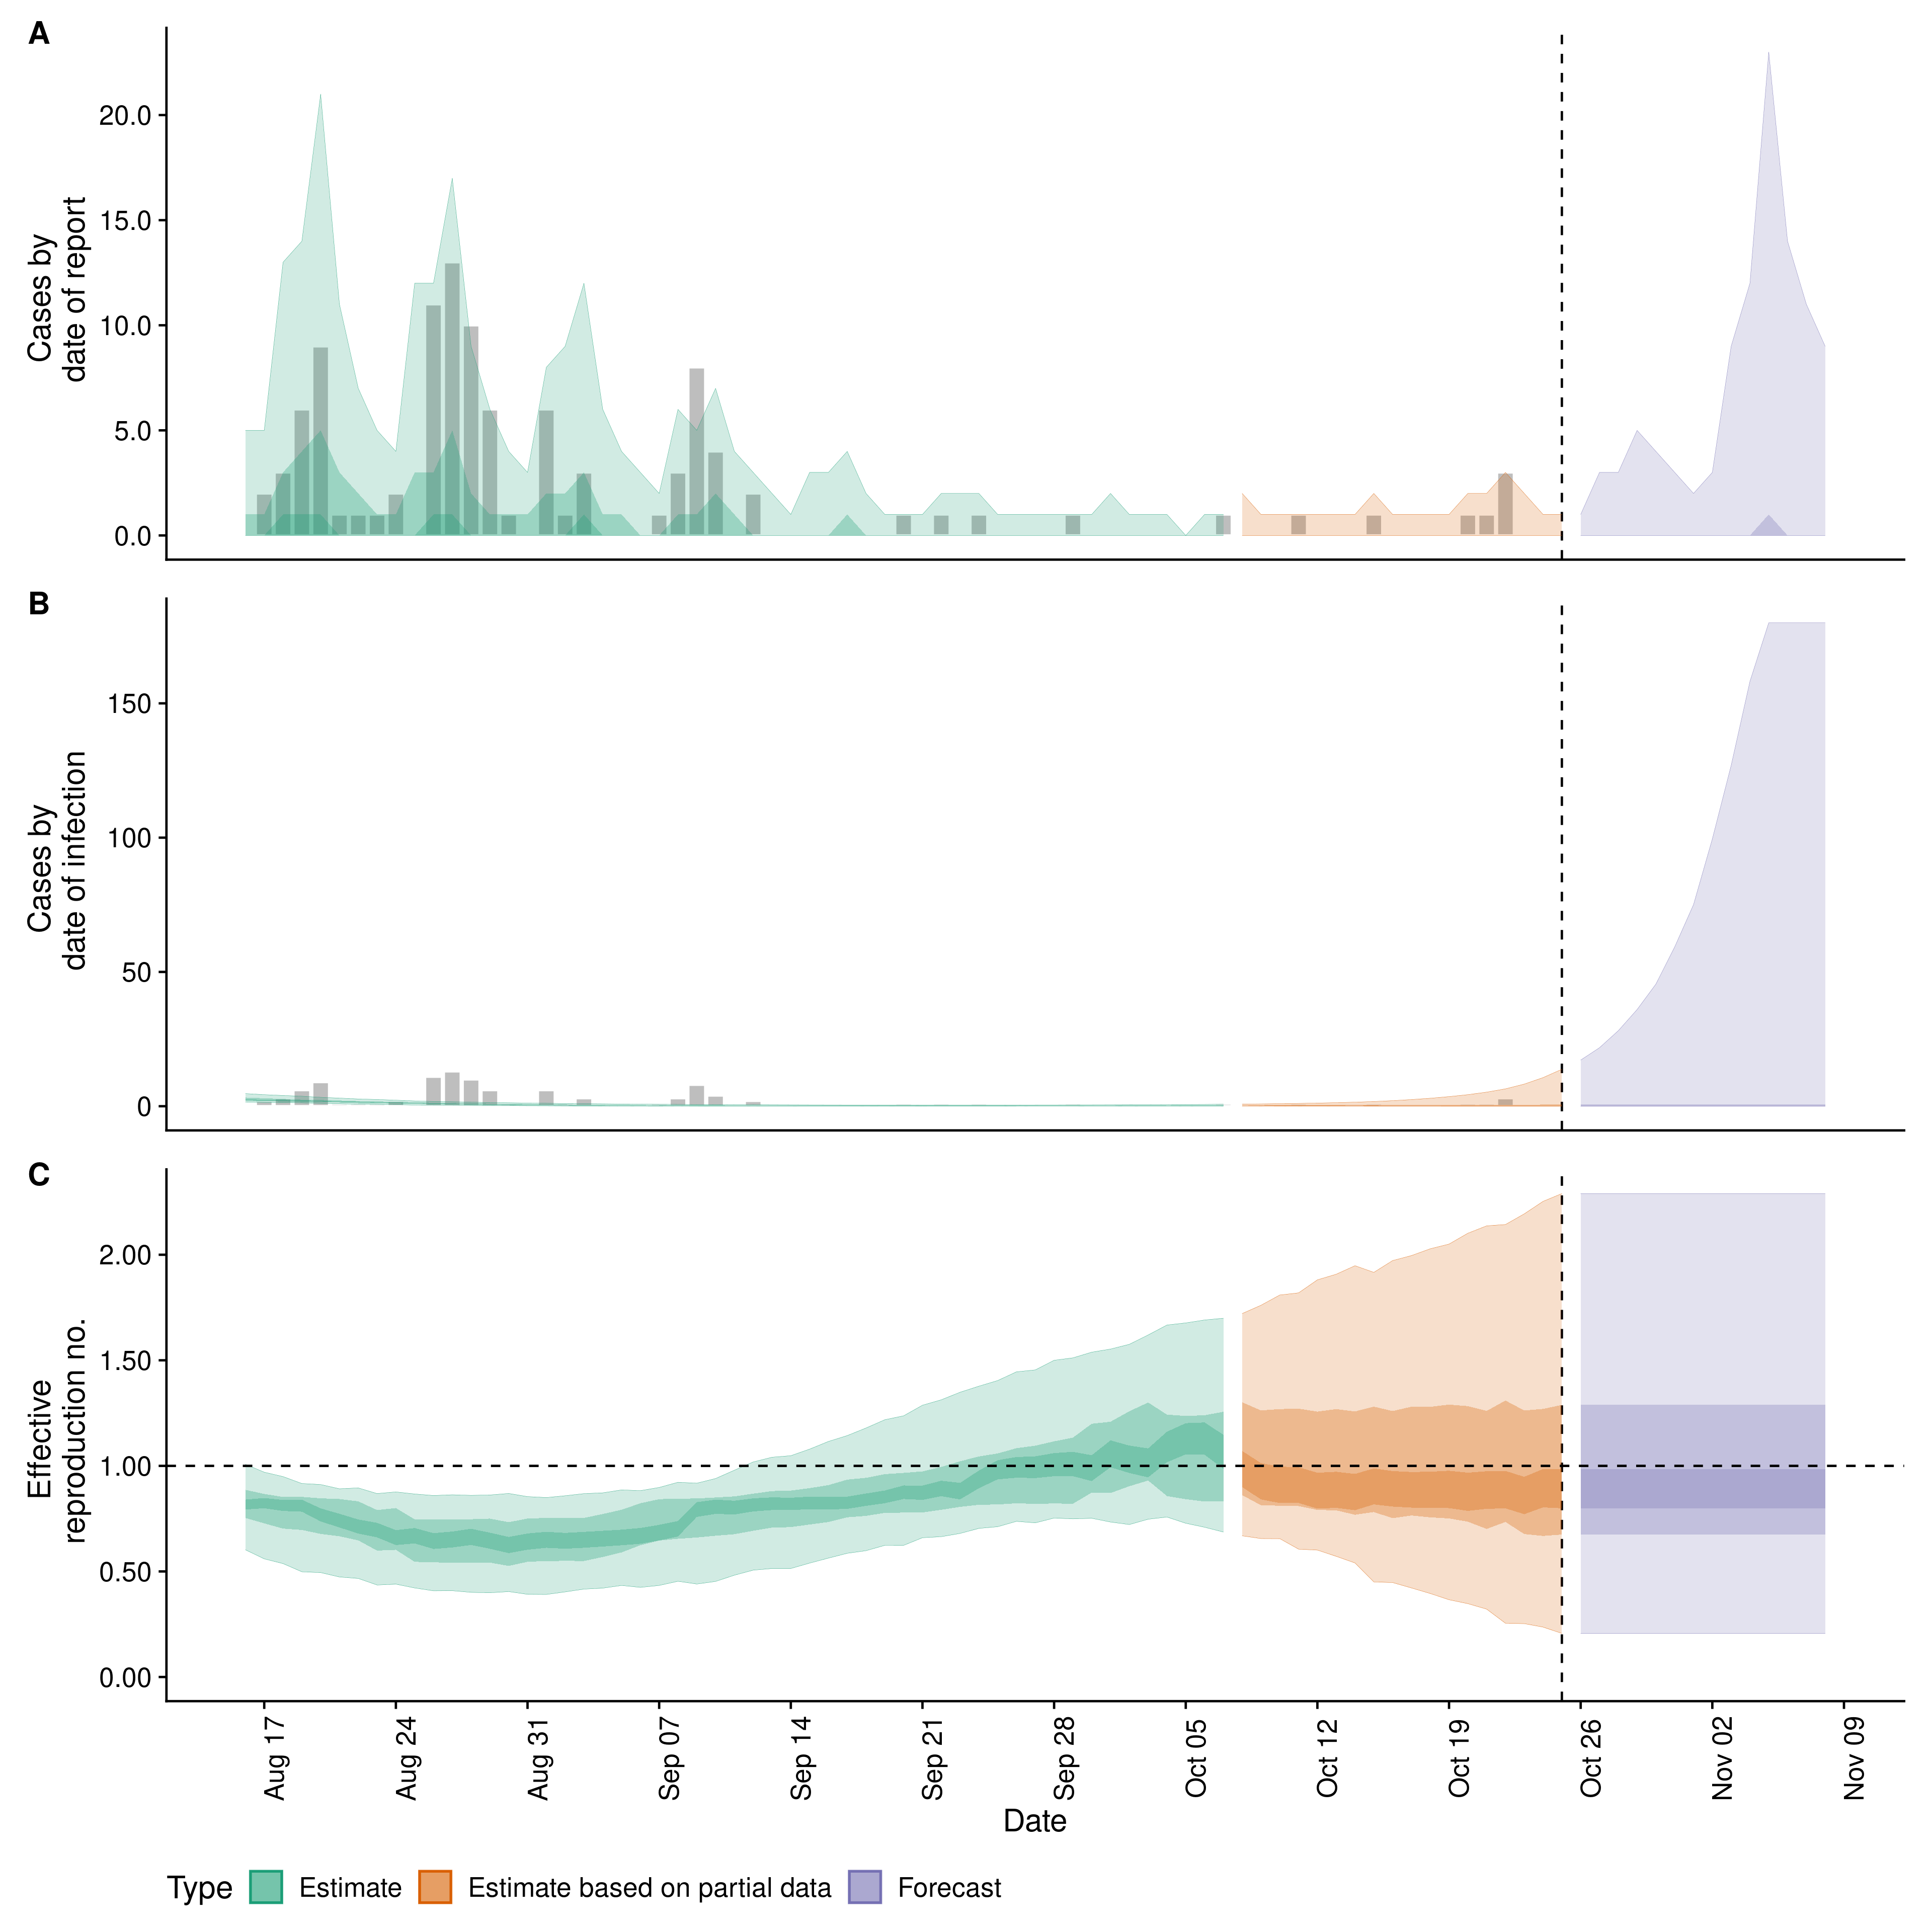 A
Cases by
date of report
20.0
15.0
10.0
5.0
0.0
B
Cases by
date of infection
150
100
50
0
C
Effective
reproduction no.
2.00
1.50
1.00
0.50
0.00
Aug 17
Aug 24
Aug 31
Sep 07
Sep 14
Sep 21
Sep 28
Oct 05
Oct 12
Oct 19
Oct 26
Nov 02
Nov 09
Date
Type Estimate Estimate based on partial data Forecast